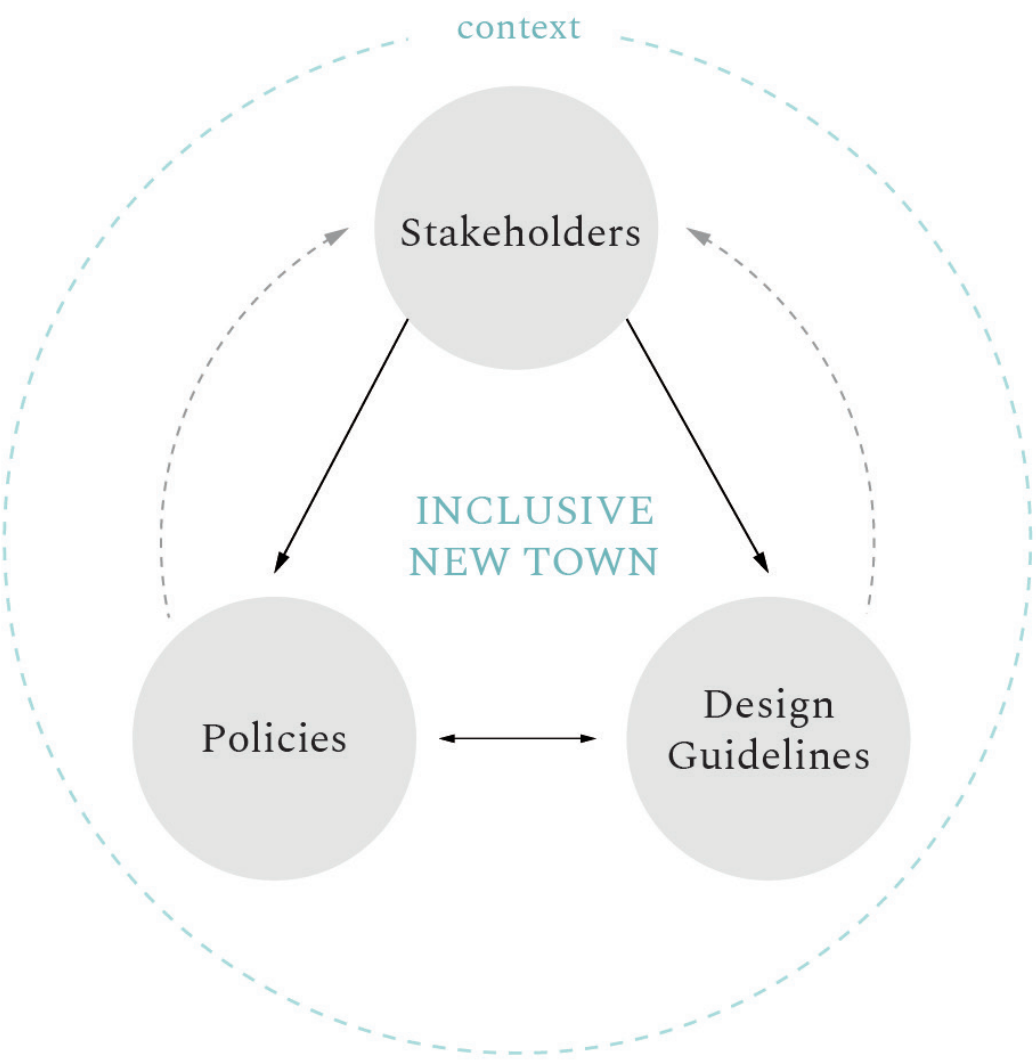 context
Stakeholders
INCLUSIVE
NEW TOWN
Policies
Design
Guidelines